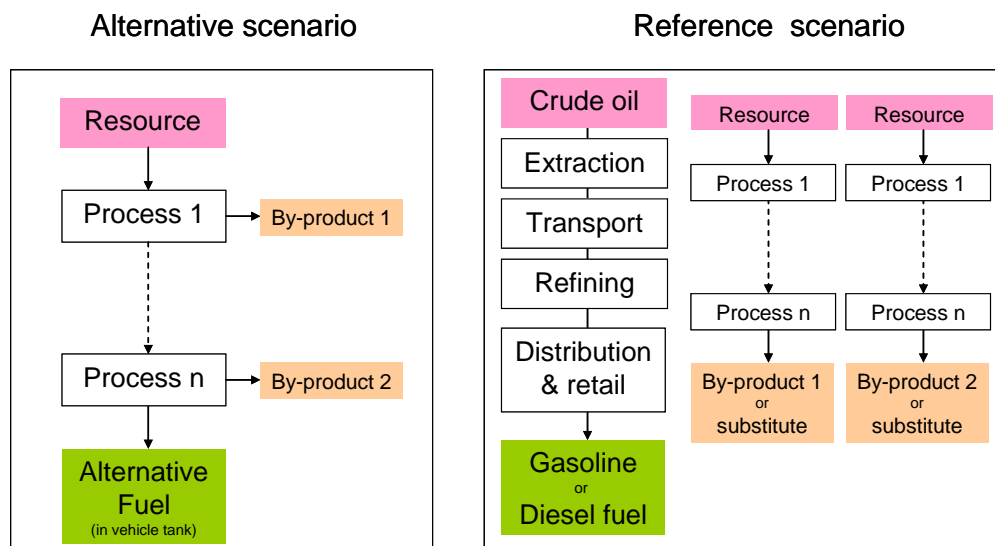 Alternative scenario
Resource
Process 1
By-product 1
Process n
By-product 2
Alternative
Fuel
(in vehicle tank)
Reference scenario
Crude oil
Extraction
Transport
Refining
Distribution
& retail
Gasoline
or
Diesel fuel
Resource
Process 1
Process n
By-product 1
or
substitute
Resource
Process 1
Process n
By-product 2
or
substitute